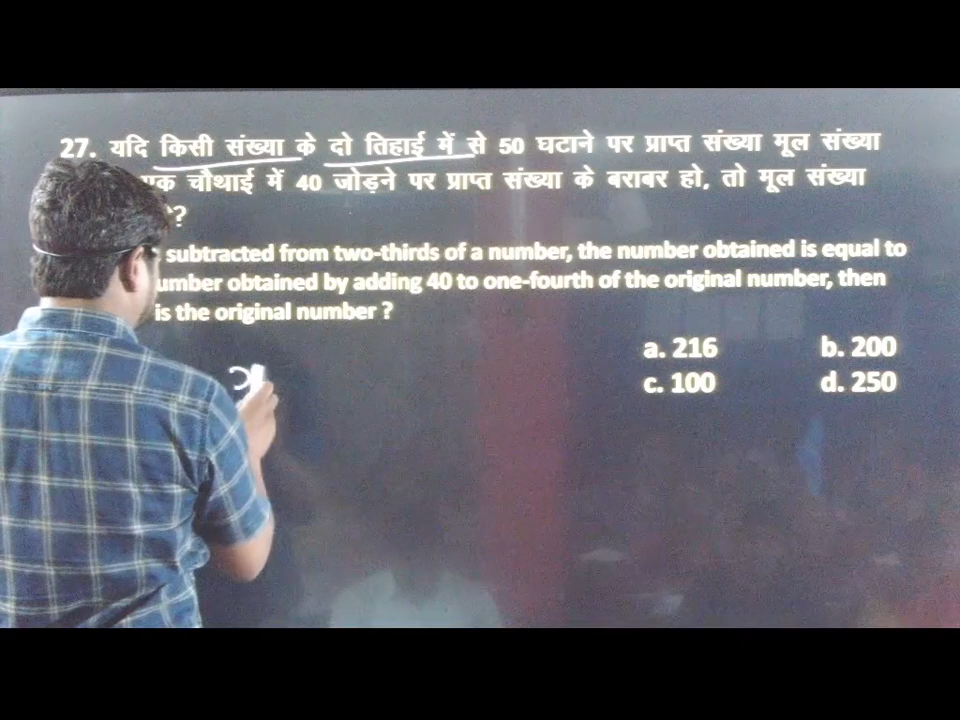 27. यदि किसी संख्या के दो तिहाई में से 50 घटाने पर प्राप्त संख्या मूल संख्या
एक चौथाई में 40 जोड़ने पर प्राप्त संख्या के बराबर हो, तो मूल संख्या
?
subtracted from two-thirds of a number, the number obtained is equal to
umber obtained by adding 40 to one-fourth of the original number, then
is the original number ?
a. 216 b. 200
c. 100 d. 250